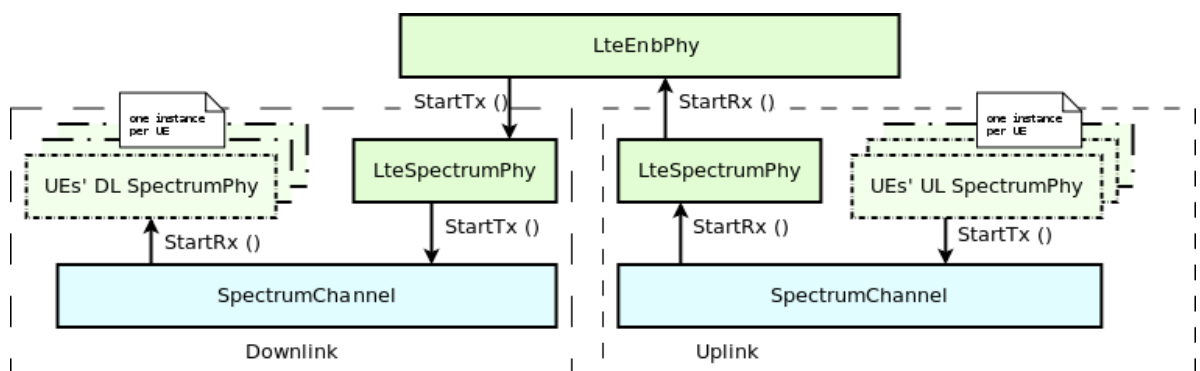 LteEnbPhy
StartTx ()
StartRx ()
one instance
per UE
one instance
per UE
UEs' DL SpectrumPhy
LteSpectrumPhy
LteSpectrumPhy
UEs' UL SpectrumPhy
StartRx ()
StartTx ()
StartRx ()
StartTx ()
SpectrumChannel
SpectrumChannel
Downlink
Uplink